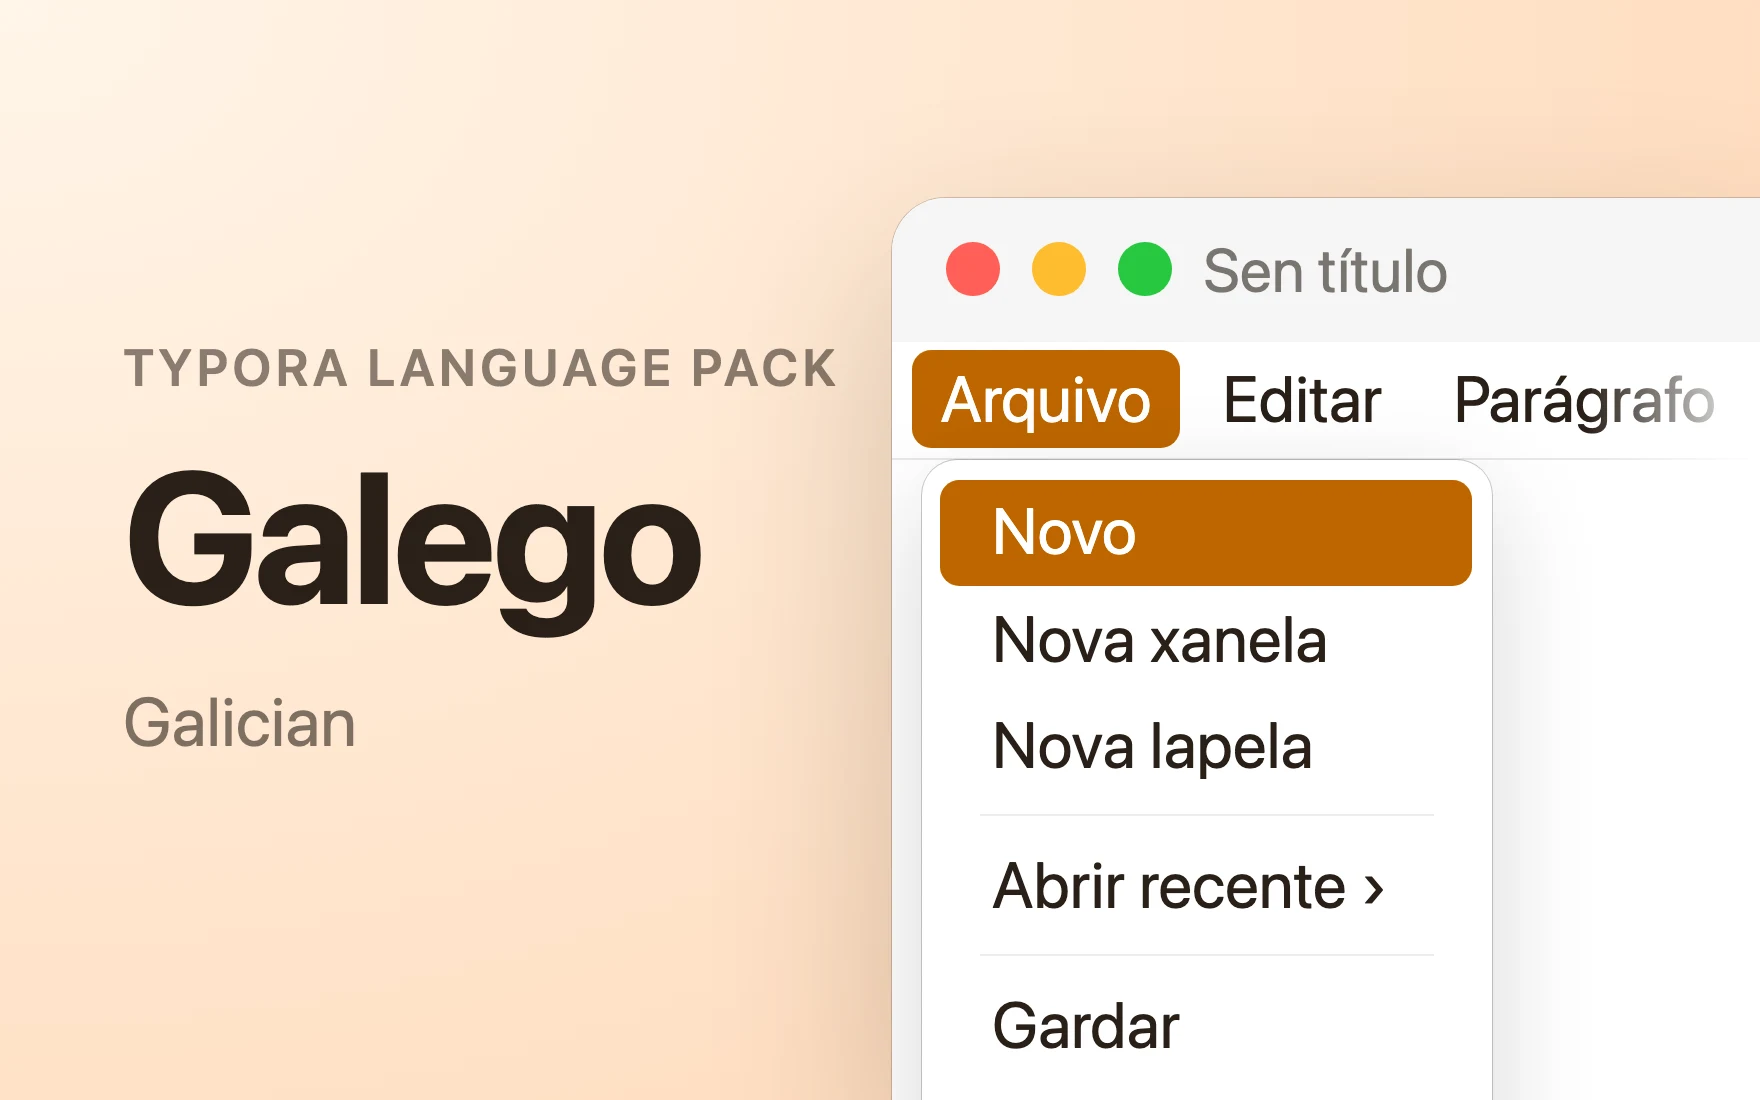 TYPORA LANGUAGE PACK
Galego
Galician
Sen título
Arquivo Editar Parágrafo
Novo
Nova xanela
Nova lapela
Abrir recente ›
Gardar